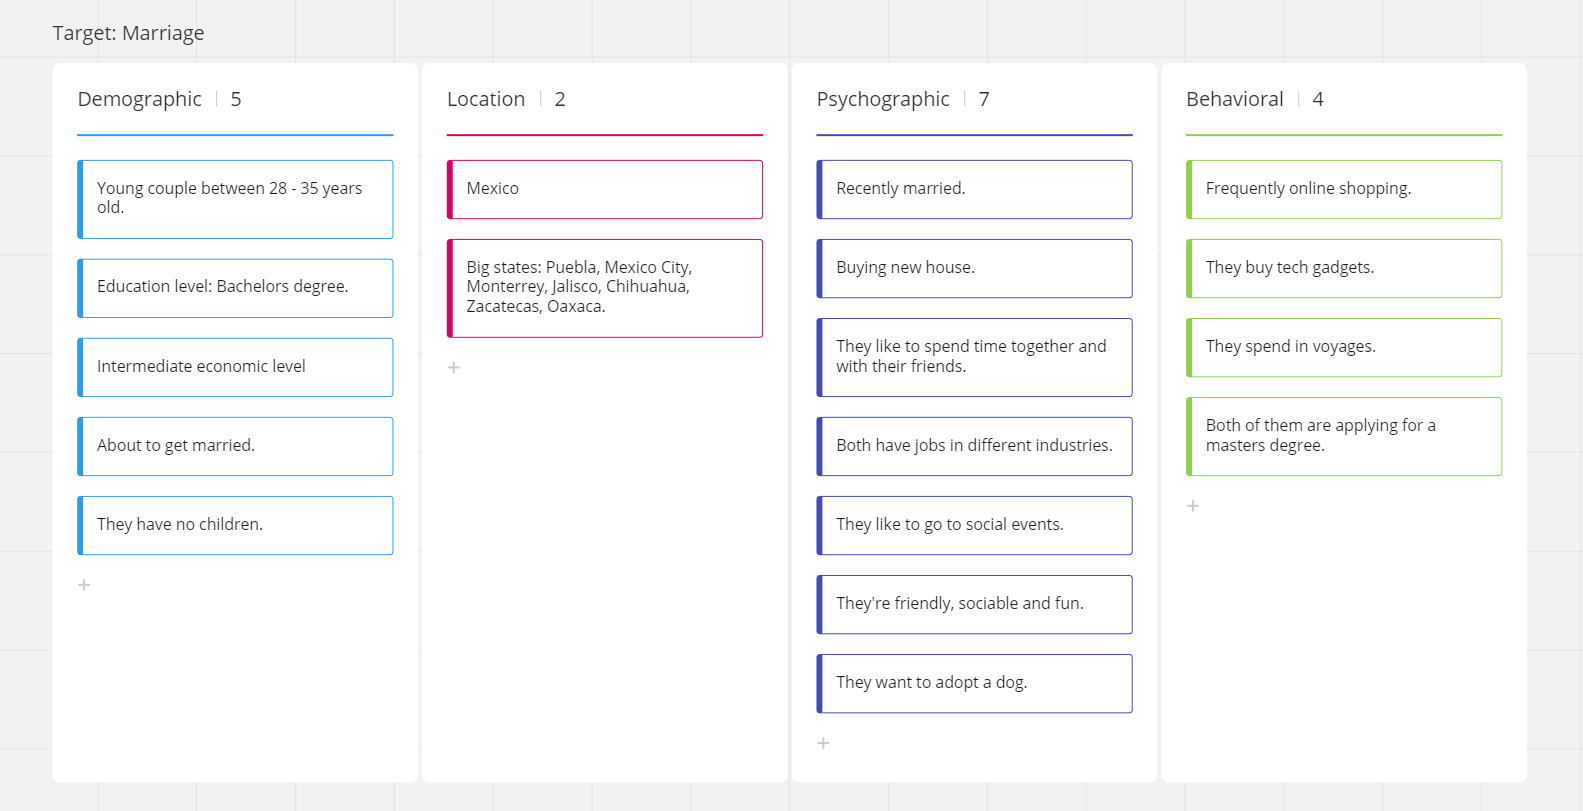 Target: Marriage
Demographic | 5
Young couple between 28 - 35 years
old.
Education level: Bachelors degree.
Intermediate economic level
About to get married.
They have no children.
+
Location | 2
Mexico
Big states: Puebla, Mexico City,
Monterrey, Jalisco, Chihuahua,
Zacatecas, Oaxaca.
+
Psychographic | 7
Recently married.
Buying new house.
They like to spend time together and
with their friends.
Both have jobs in different industries.
They like to go to social events.
They're friendly, sociable and fun.
They want to adopt a dog.
+
Behavioral | 4
Frequently online shopping.
They buy tech gadgets.
They spend in voyages.
Both of them are applying for a
masters degree.
+